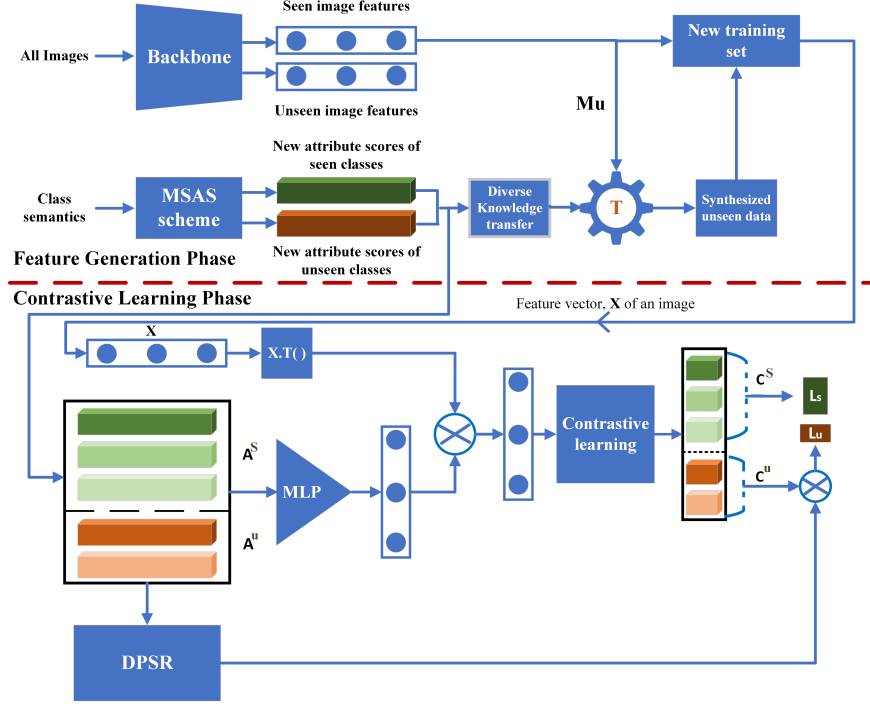 Seen image features
All Images
Backbone
Unseen image features
New training
set
Mu
New attribute scores of
seen classes
Class
semantics
MSAS
scheme
Diverse
Knowledge
transfer
T
Synthesized
unseen data
New attribute scores of
unseen classes
Feature Generation Phase
Contrastive Learning Phase
Feature vector, X of an image
X
X.T( )
A^S
MLP
A^u
Contrastive
learning
C^S
Ls
Lu
C^u
DPSR